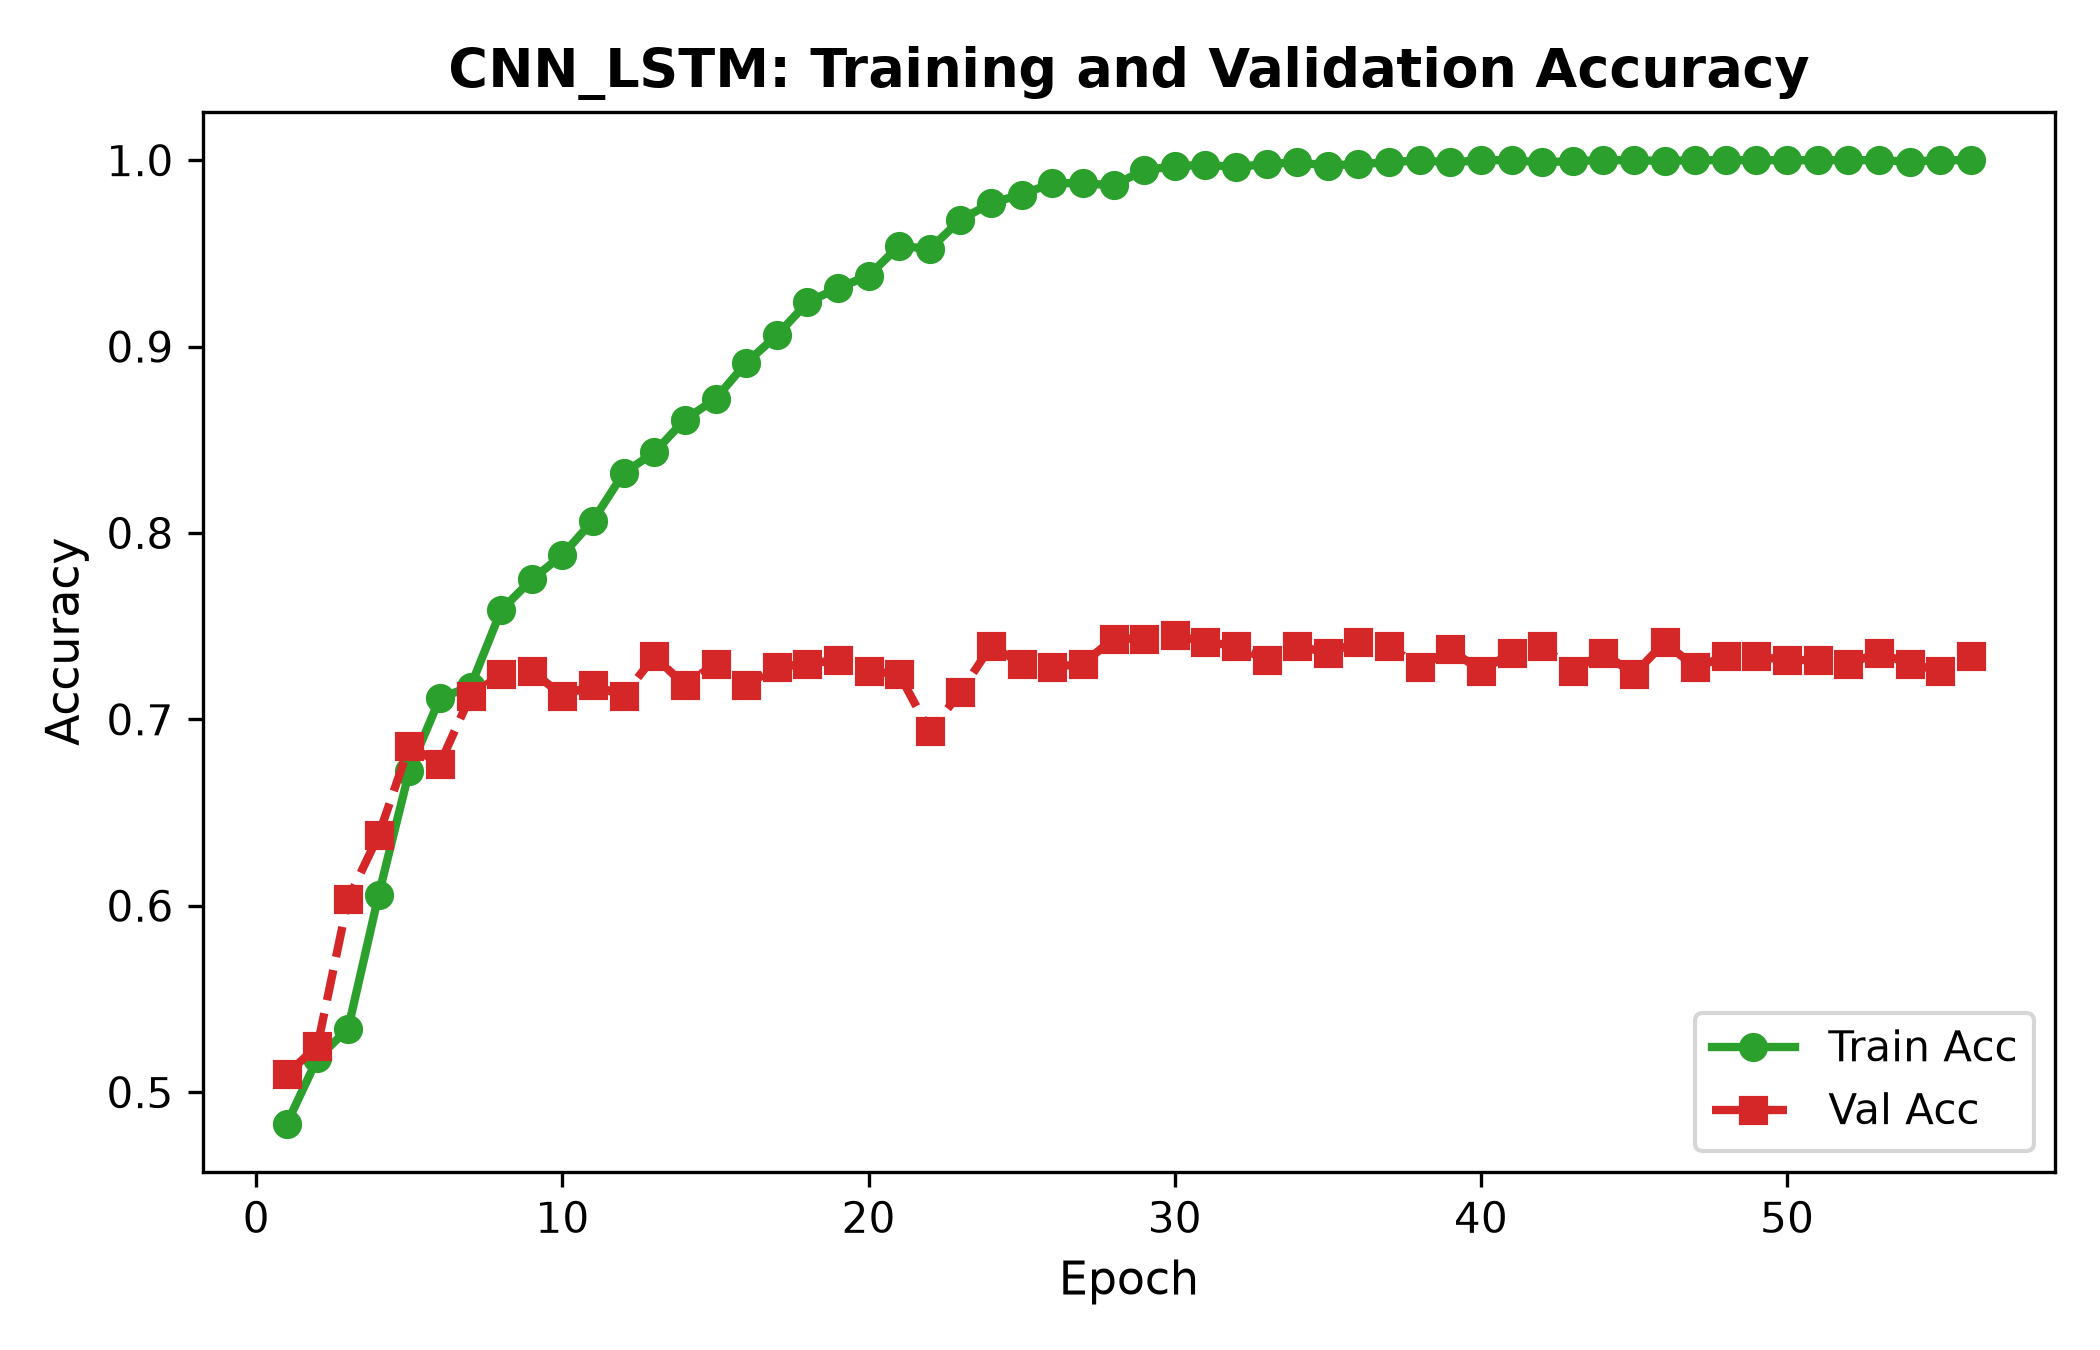 CNN_LSTM: Training and Validation Accuracy
1.0
0.9
0.8
0.7
0.6
0.5
Accuracy
Train Acc
Val Acc
0 10 20 30 40 50
Epoch